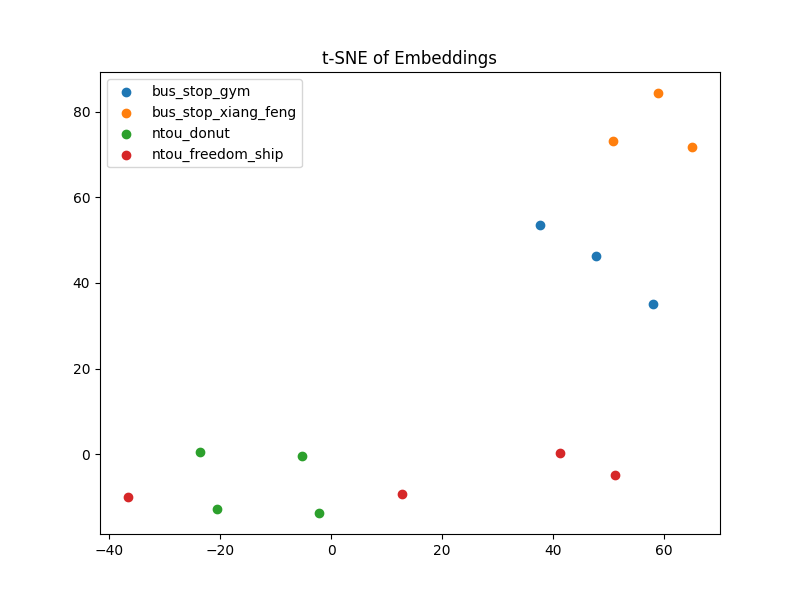 t-SNE of Embeddings
bus_stop_gym
bus_stop_xiang_feng
ntou_donut
ntou_freedom_ship
80
60
40
20
0
−40
−20
0
20
40
60